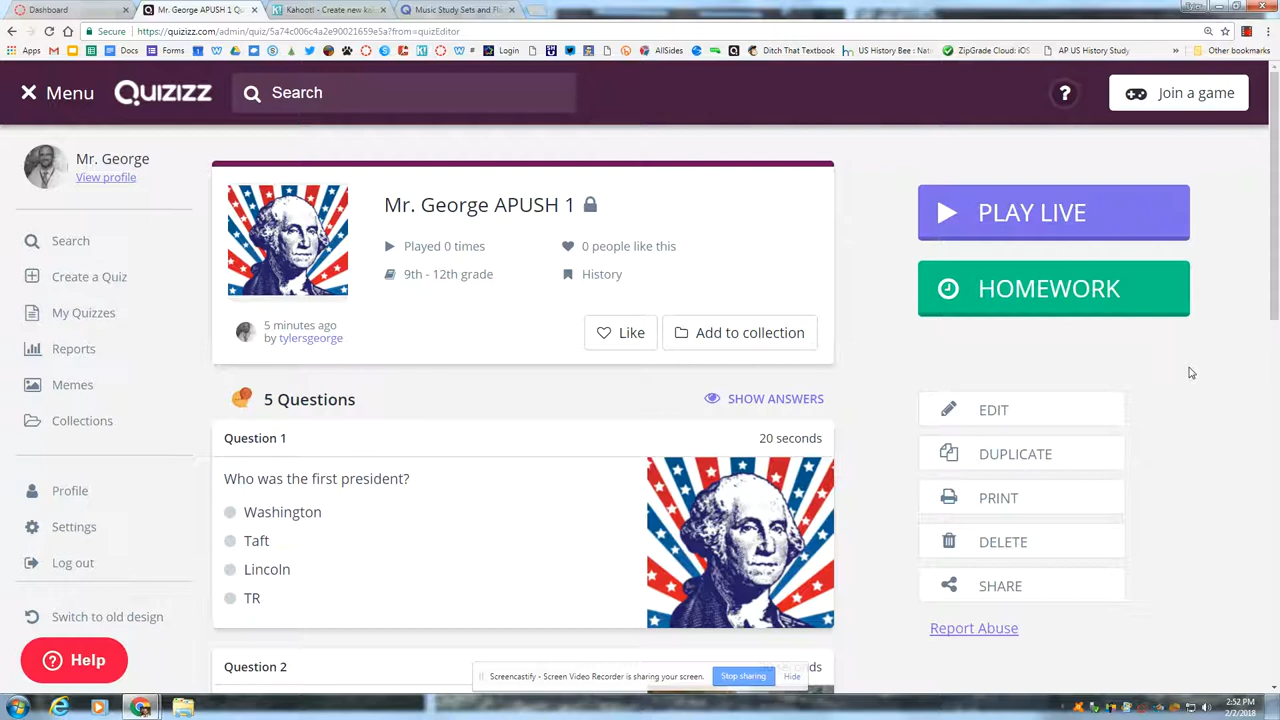 Dashboard
Mr. George APUSH 1 Q
Kahoot! - Create new ka
Music Study Sets and Fl
Secure
https://quizizz.com/admin/quiz/5a74c006c4a2e90021659e5a?from=quizEditor
Apps
Docs
Forms
Login
AllSides
Ditch That Textbook
US History Bee : Nati
ZipGrade Cloud: iOS
AP US History Study
Other bookmarks
Menu
Quizizz
Search
?
Join a game
Mr. George
View profile
Search
Create a Quiz
My Quizzes
Reports
Memes
Collections
Profile
Settings
Log out
Switch to old design
Help
Mr. George APUSH 1
Played 0 times
0 people like this
9th - 12th grade
History
5 minutes ago
by tylersgeorge
Like
Add to collection
5 Questions
SHOW ANSWERS
Question 1
20 seconds
Who was the first president?
Washington
Taft
Lincoln
TR
Question 2
PLAY LIVE
HOMEWORK
EDIT
DUPLICATE
PRINT
DELETE
SHARE
Report Abuse
Screencastify - Screen Video Recorder is sharing your screen.
Stop sharing
Hide
2:52 PM
2/2/2018